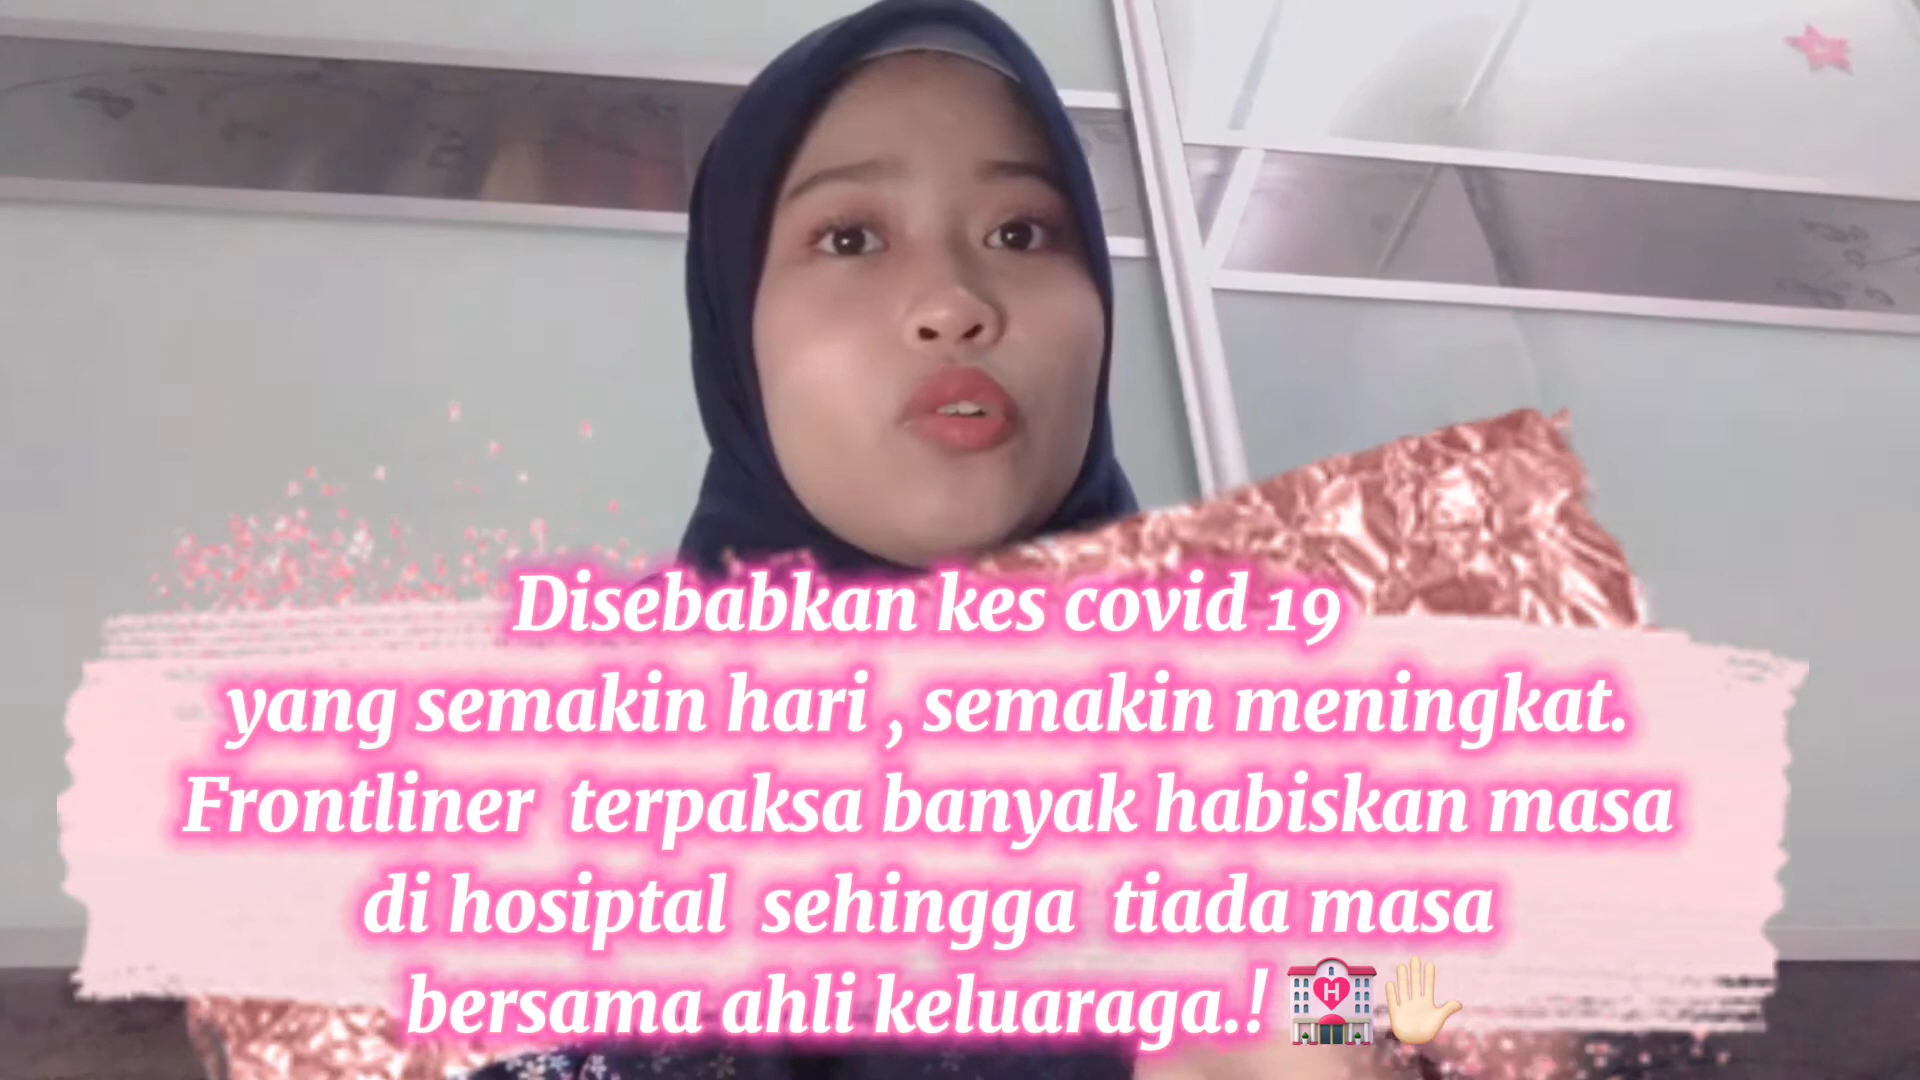 Disebabkan kes covid 19
yang semakin hari , semakin meningkat.
Frontliner terpaksa banyak habiskan masa
di hosiptal sehingga tiada masa
bersama ahli keluaraga.! 🏩✋🏻